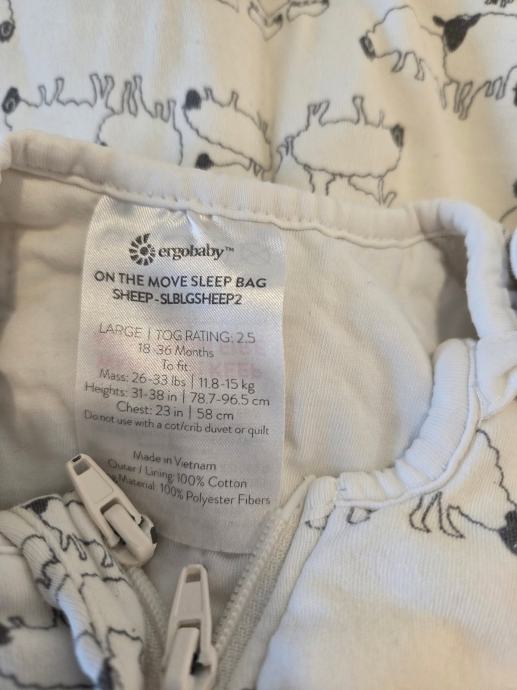 ergobaby™
ON THE MOVE SLEEP BAG
SHEEP-SLBLGSHEEP2
LARGE | TOG RATING: 2.5
18-36 Months
To fit
Mass: 26-33 lbs | 11.8-15 kg
Heights: 31-38 in | 78.7-96.5 cm
Chest: 23 in | 58 cm
Do not use with a cot/crib duvet or quilt
Made in Vietnam
Outer / Lining: 100% Cotton
Material: 100% Polyester Fibers